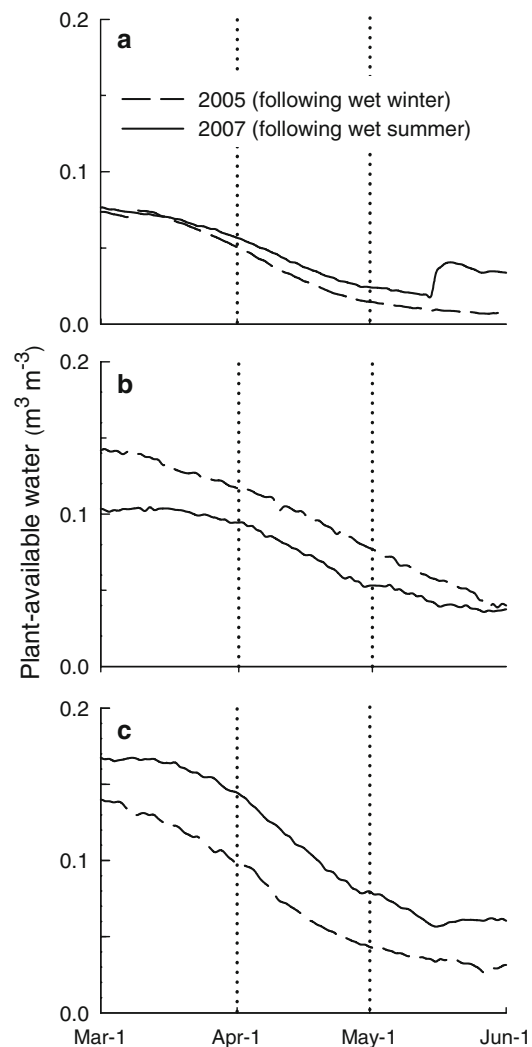 0.2
a
2005 (following wet winter)
2007 (following wet summer)
0.1
0.0
0.2
b
0.1
0.0
Plant-available water (m³ m⁻³)
0.2
c
0.1
0.0
Mar-1 Apr-1 May-1 Jun-1